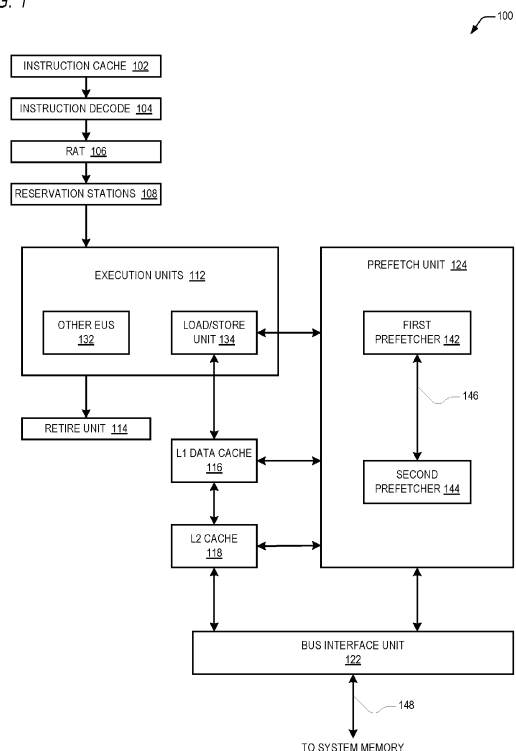 100
INSTRUCTION CACHE 102
INSTRUCTION DECODE 104
RAT 106
RESERVATION STATIONS 108
EXECUTION UNITS 112
OTHER EUS
132
LOAD/STORE
UNIT 134
PREFETCH UNIT 124
FIRST
PREFETCHER 142
146
SECOND
PREFETCHER 144
RETIRE UNIT 114
L1 DATA CACHE
116
L2 CACHE
118
BUS INTERFACE UNIT
122
148
TO SYSTEM MEMORY